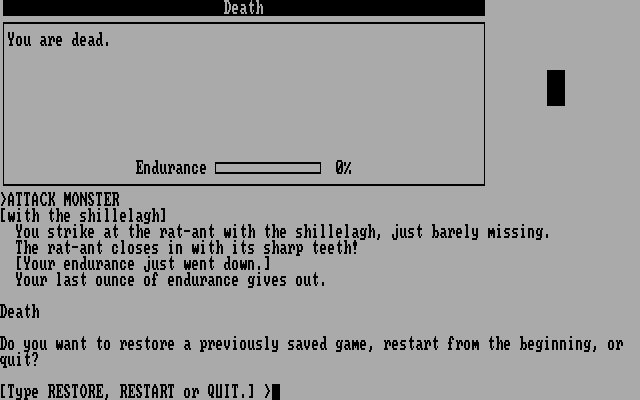 Death
You are dead.
Endurance 0%
>ATTACK MONSTER
[with the shillelagh]
You strike at the rat-ant with the shillelagh, just barely missing.
The rat-ant closes in with its sharp teeth!
[Your endurance just went down.]
Your last ounce of endurance gives out.
Death
Do you want to restore a previously saved game, restart from the beginning, or
quit?
[Type RESTORE, RESTART or QUIT.] >